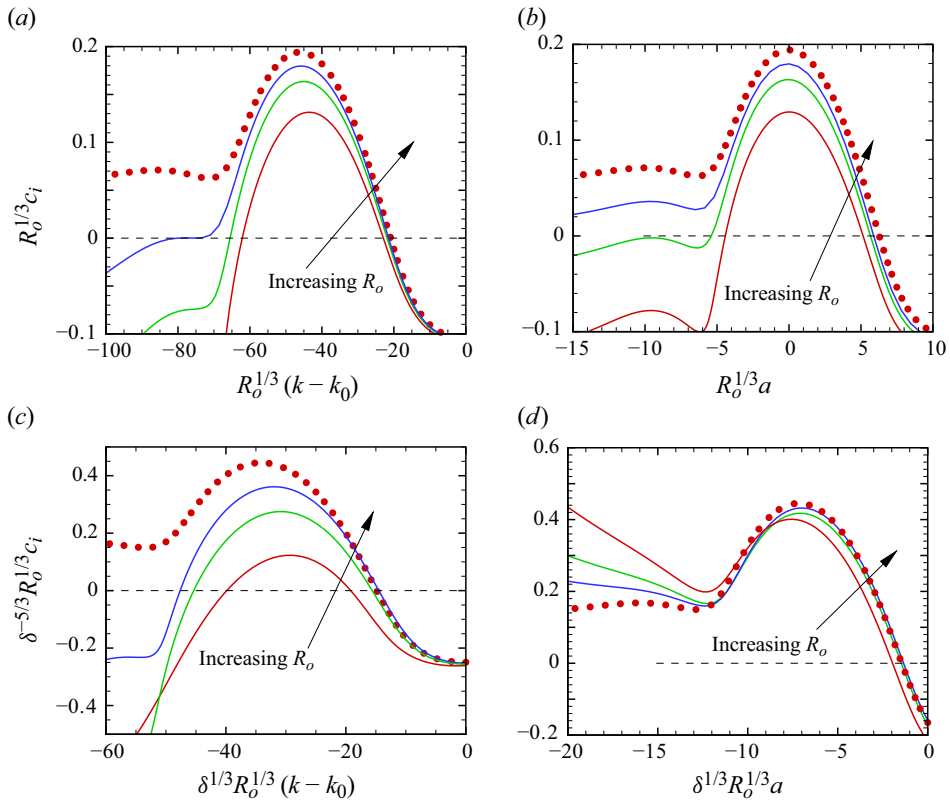 (a)
(b)
0.2
0.1
0
−0.1
R_o^{1/3} c_i
Increasing R_o
−100 −80 −60 −40 −20 0
R_o^{1/3} (k − k_0)
0.2
0.1
0
−0.1
Increasing R_o
−15 −10 −5 0 5 10
R_o^{1/3} a
(c)
(d)
0.4
0.2
0
−0.2
−0.4
δ^{−5/3} R_o^{1/3} c_i
Increasing R_o
−60 −40 −20 0
δ^{1/3} R_o^{1/3} (k − k_0)
0.6
0.4
0.2
0
−0.2
Increasing R_o
−20 −15 −10 −5 0
δ^{1/3} R_o^{1/3} a